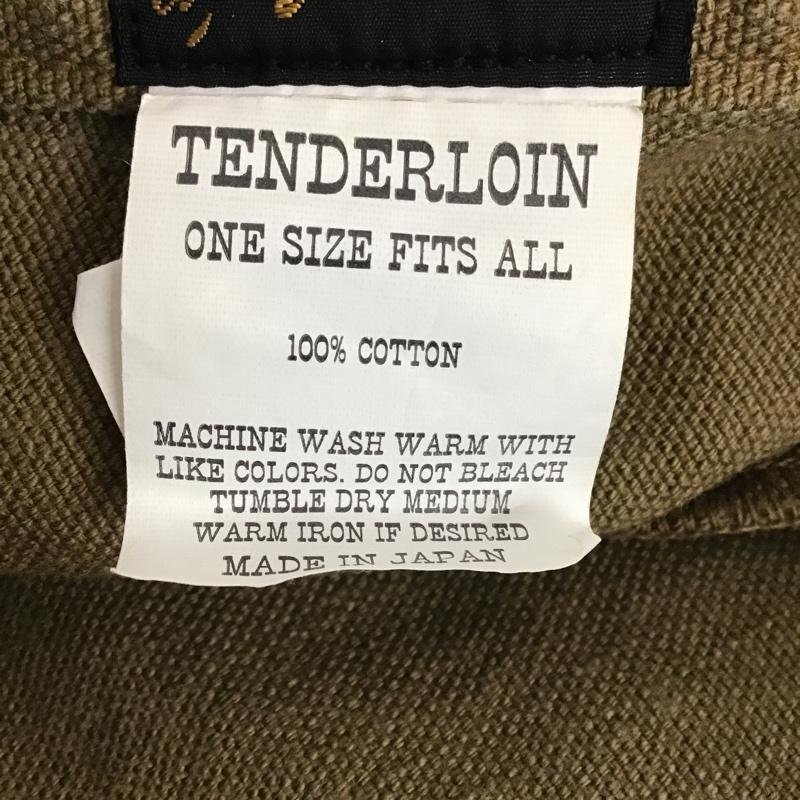 TENDERLOIN
ONE SIZE FITS ALL
100% COTTON
MACHINE WASH WARM WITH
LIKE COLORS. DO NOT BLEACH
TUMBLE DRY MEDIUM
WARM IRON IF DESIRED
MADE IN JAPAN